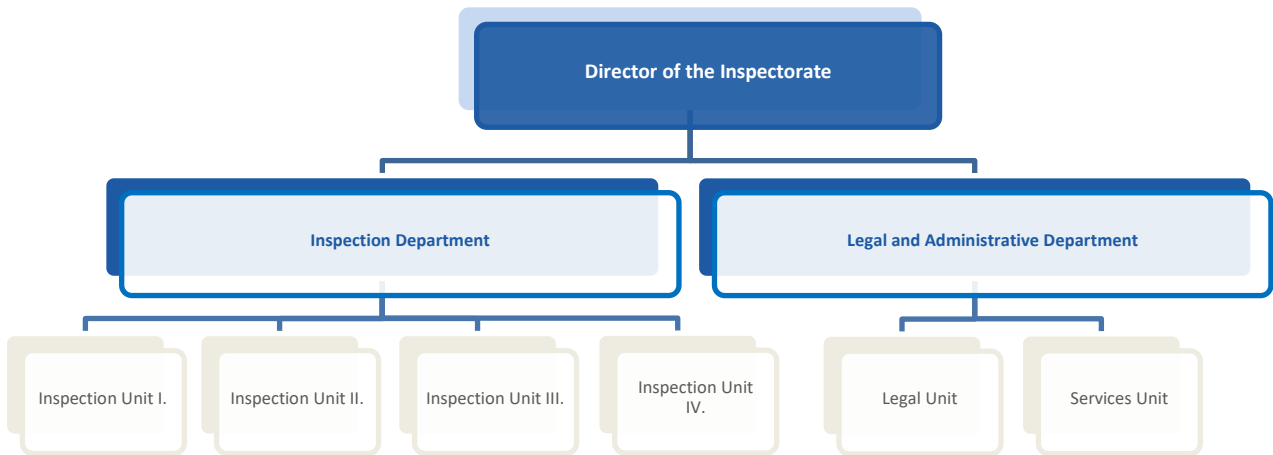 Director of the Inspectorate
Inspection Department
Legal and Administrative Department
Inspection Unit I.
Inspection Unit II.
Inspection Unit III.
Inspection Unit
IV.
Legal Unit
Services Unit